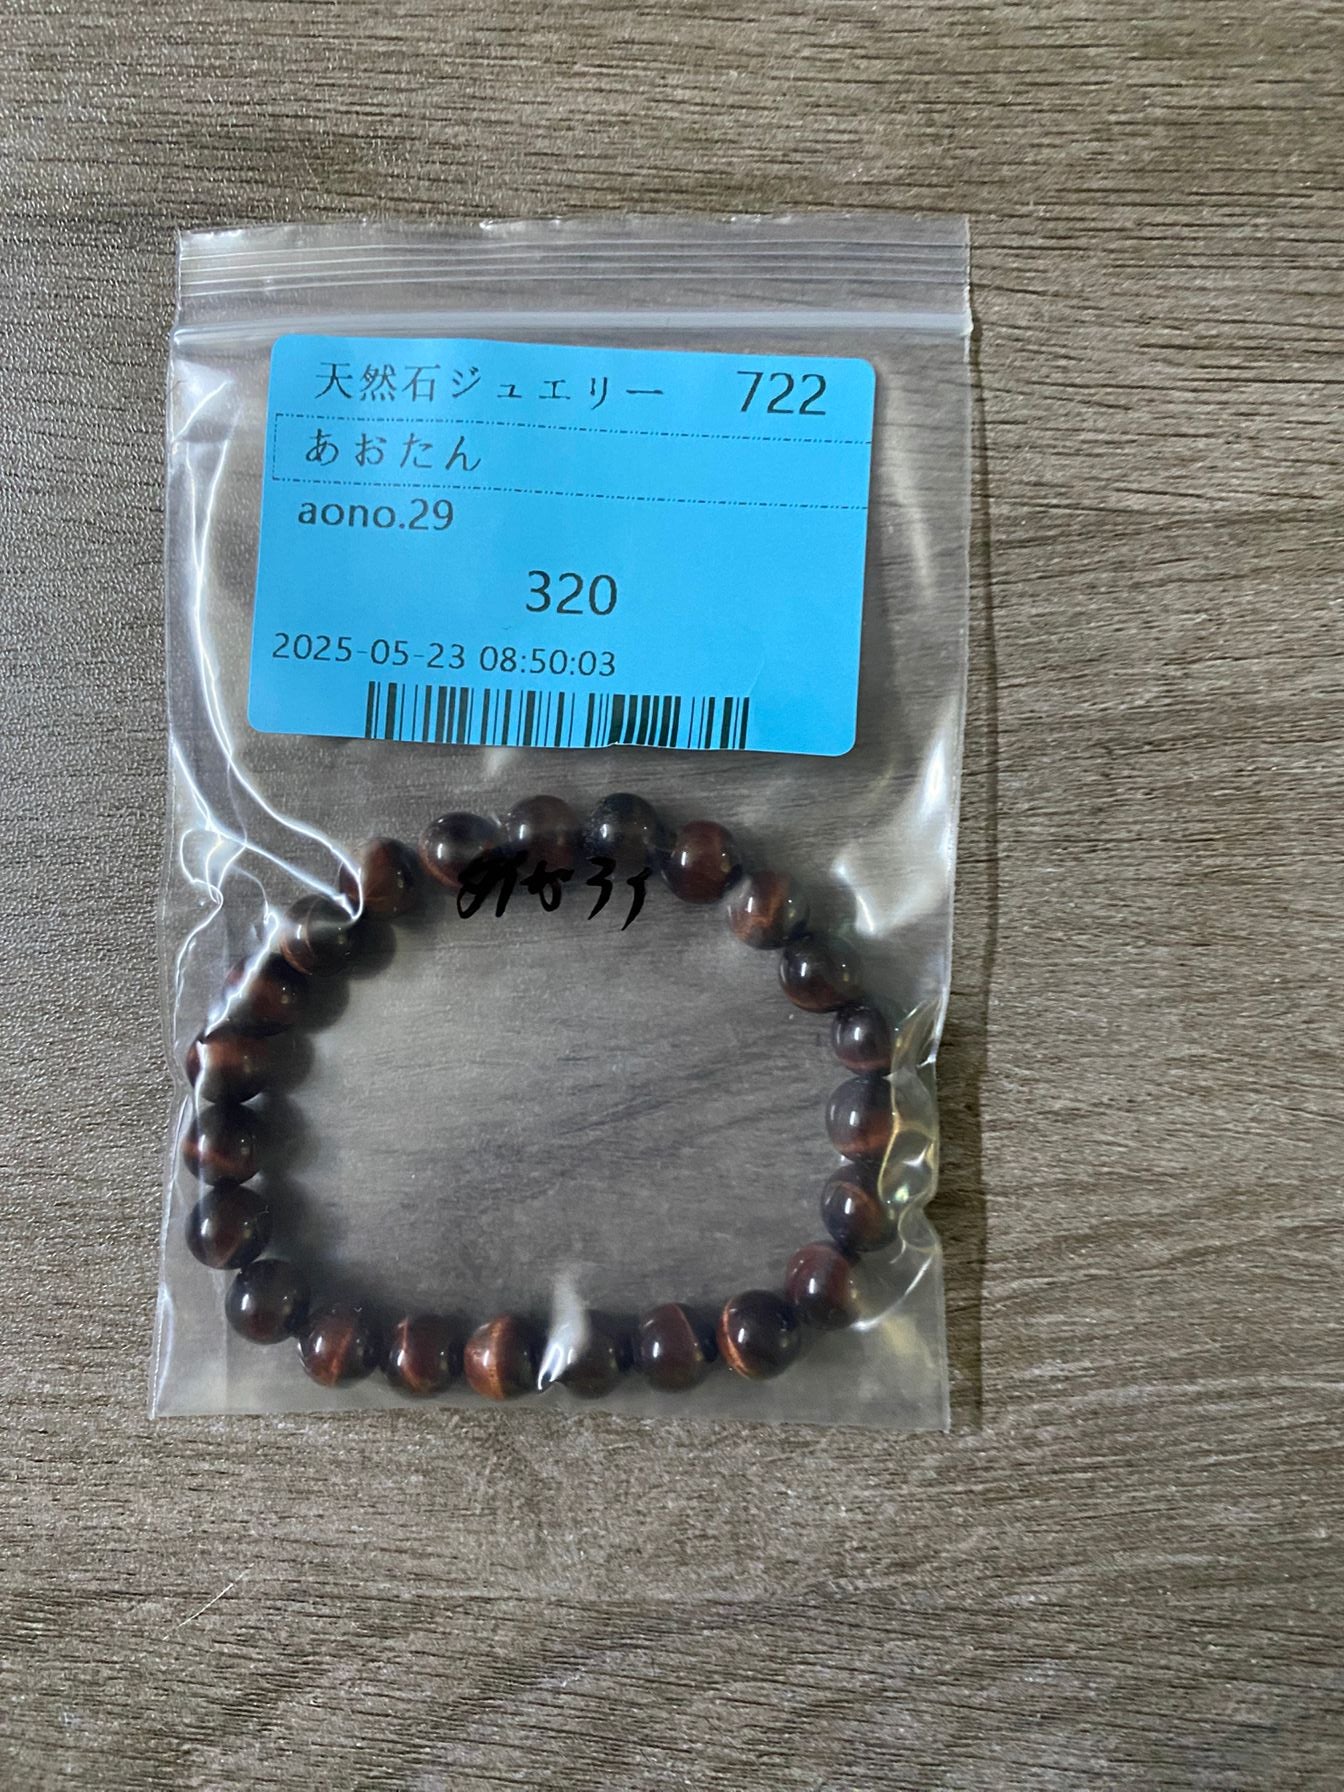 天然石ジュエリー 722
あおたん
aono.29
320
2025-05-23 08:50:03